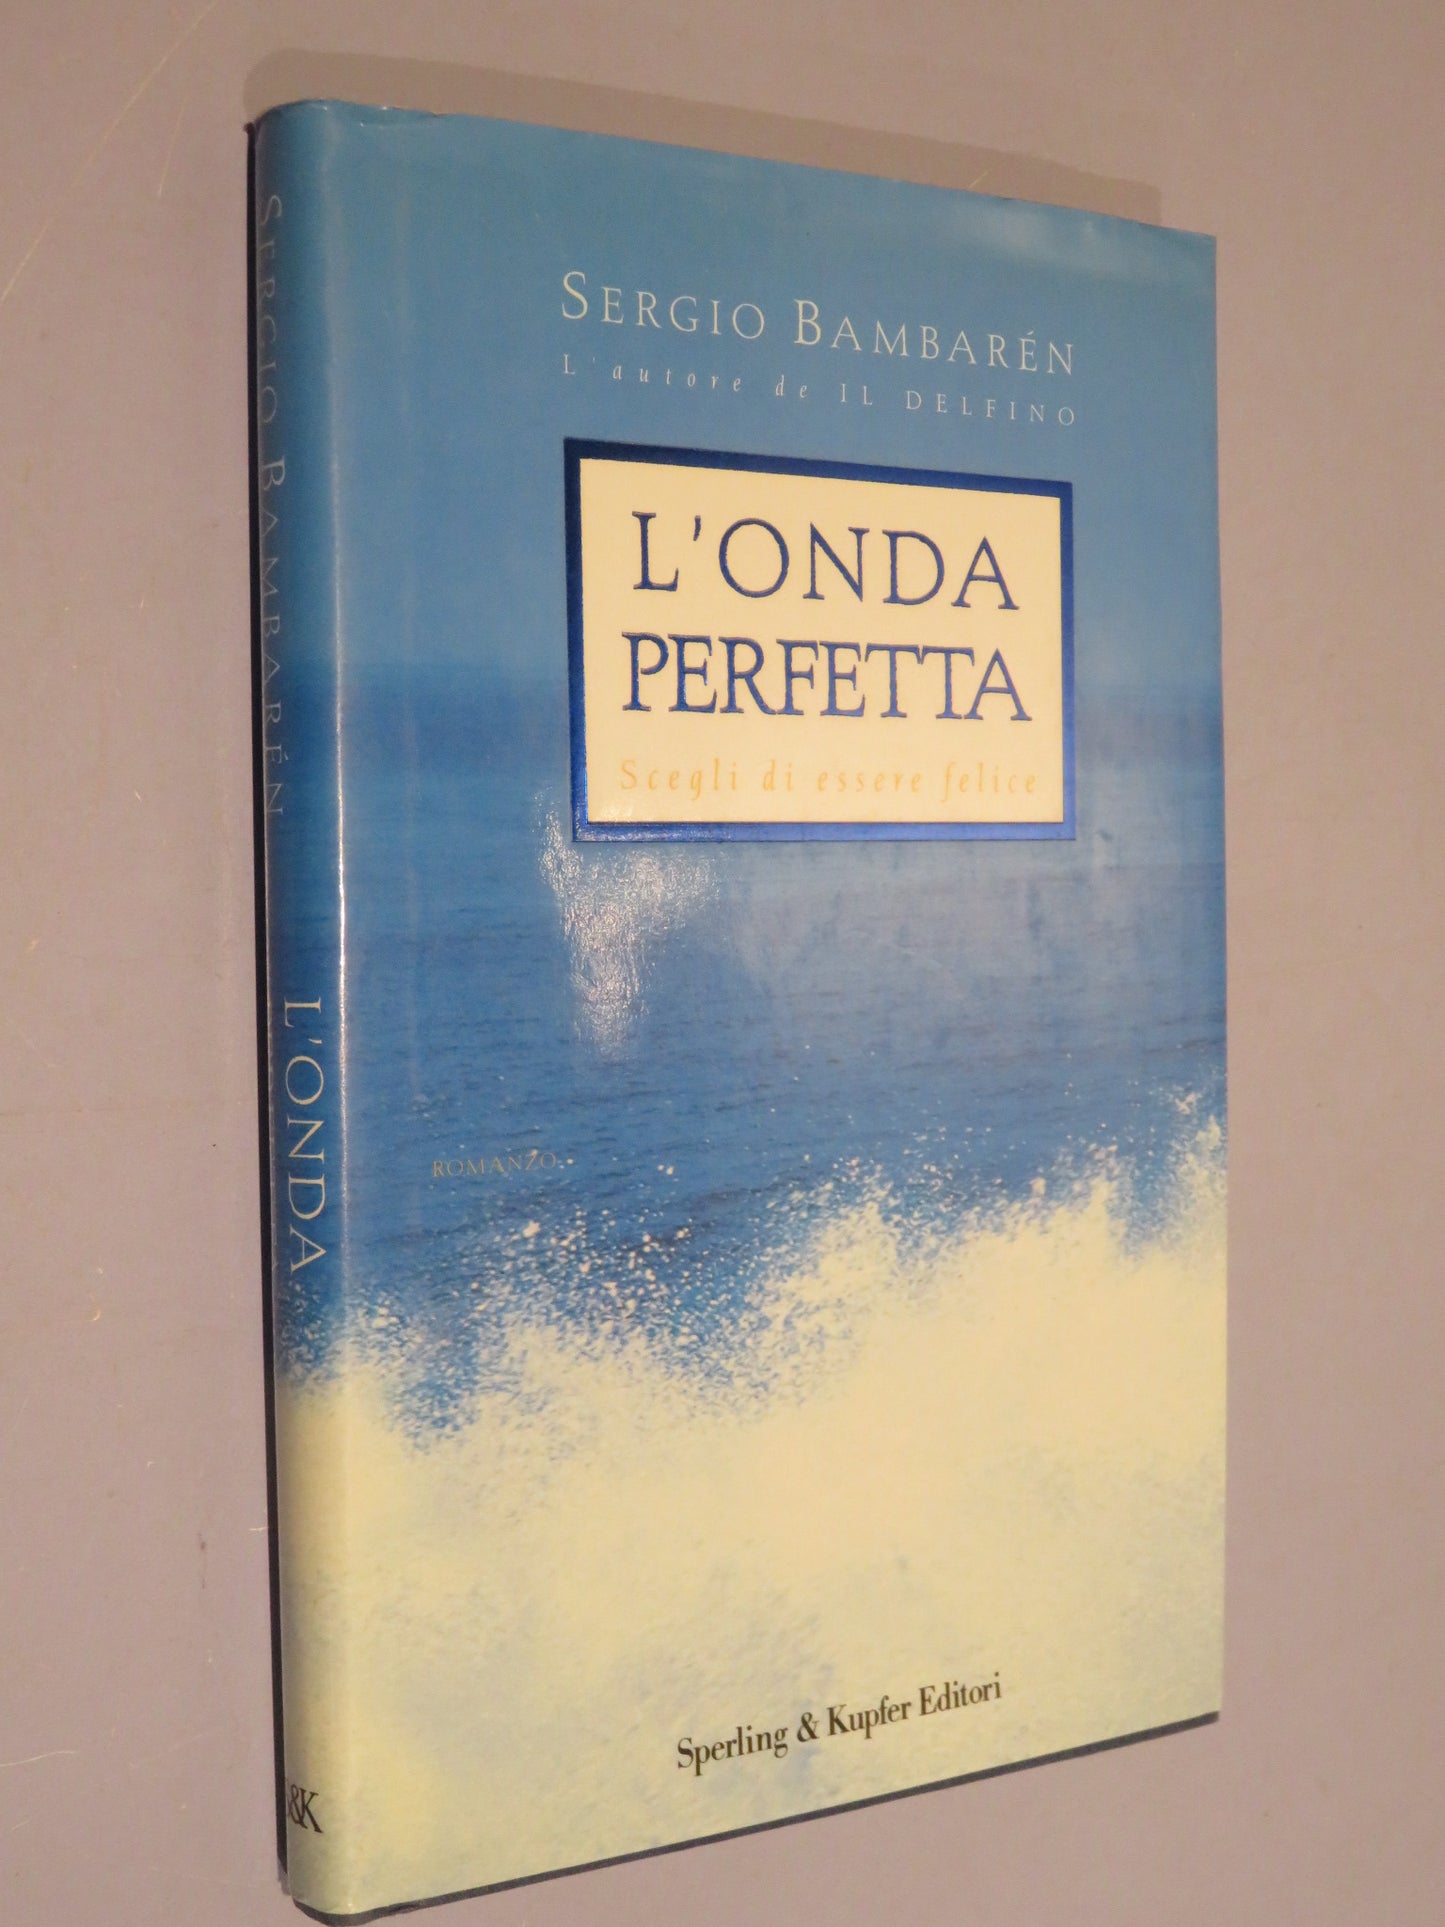 SERGIO BAMBARÉN
L'autore de IL DELFINO
L'ONDA
PERFETTA
Scegli di essere felice
ROMANZO
Sperling & Kupfer Editori
SERGIO BAMBARÉN
L'ONDA
&K